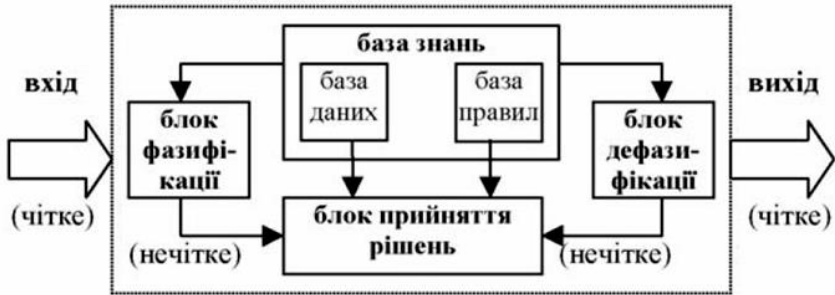 база знань
вхід
база
даних
база
правил
вихід
блок
фазифі-
кації
блок
дефази-
фікації
(чітке)
блок прийняття
рішень
(чітке)
(нечітке)
(нечітке)